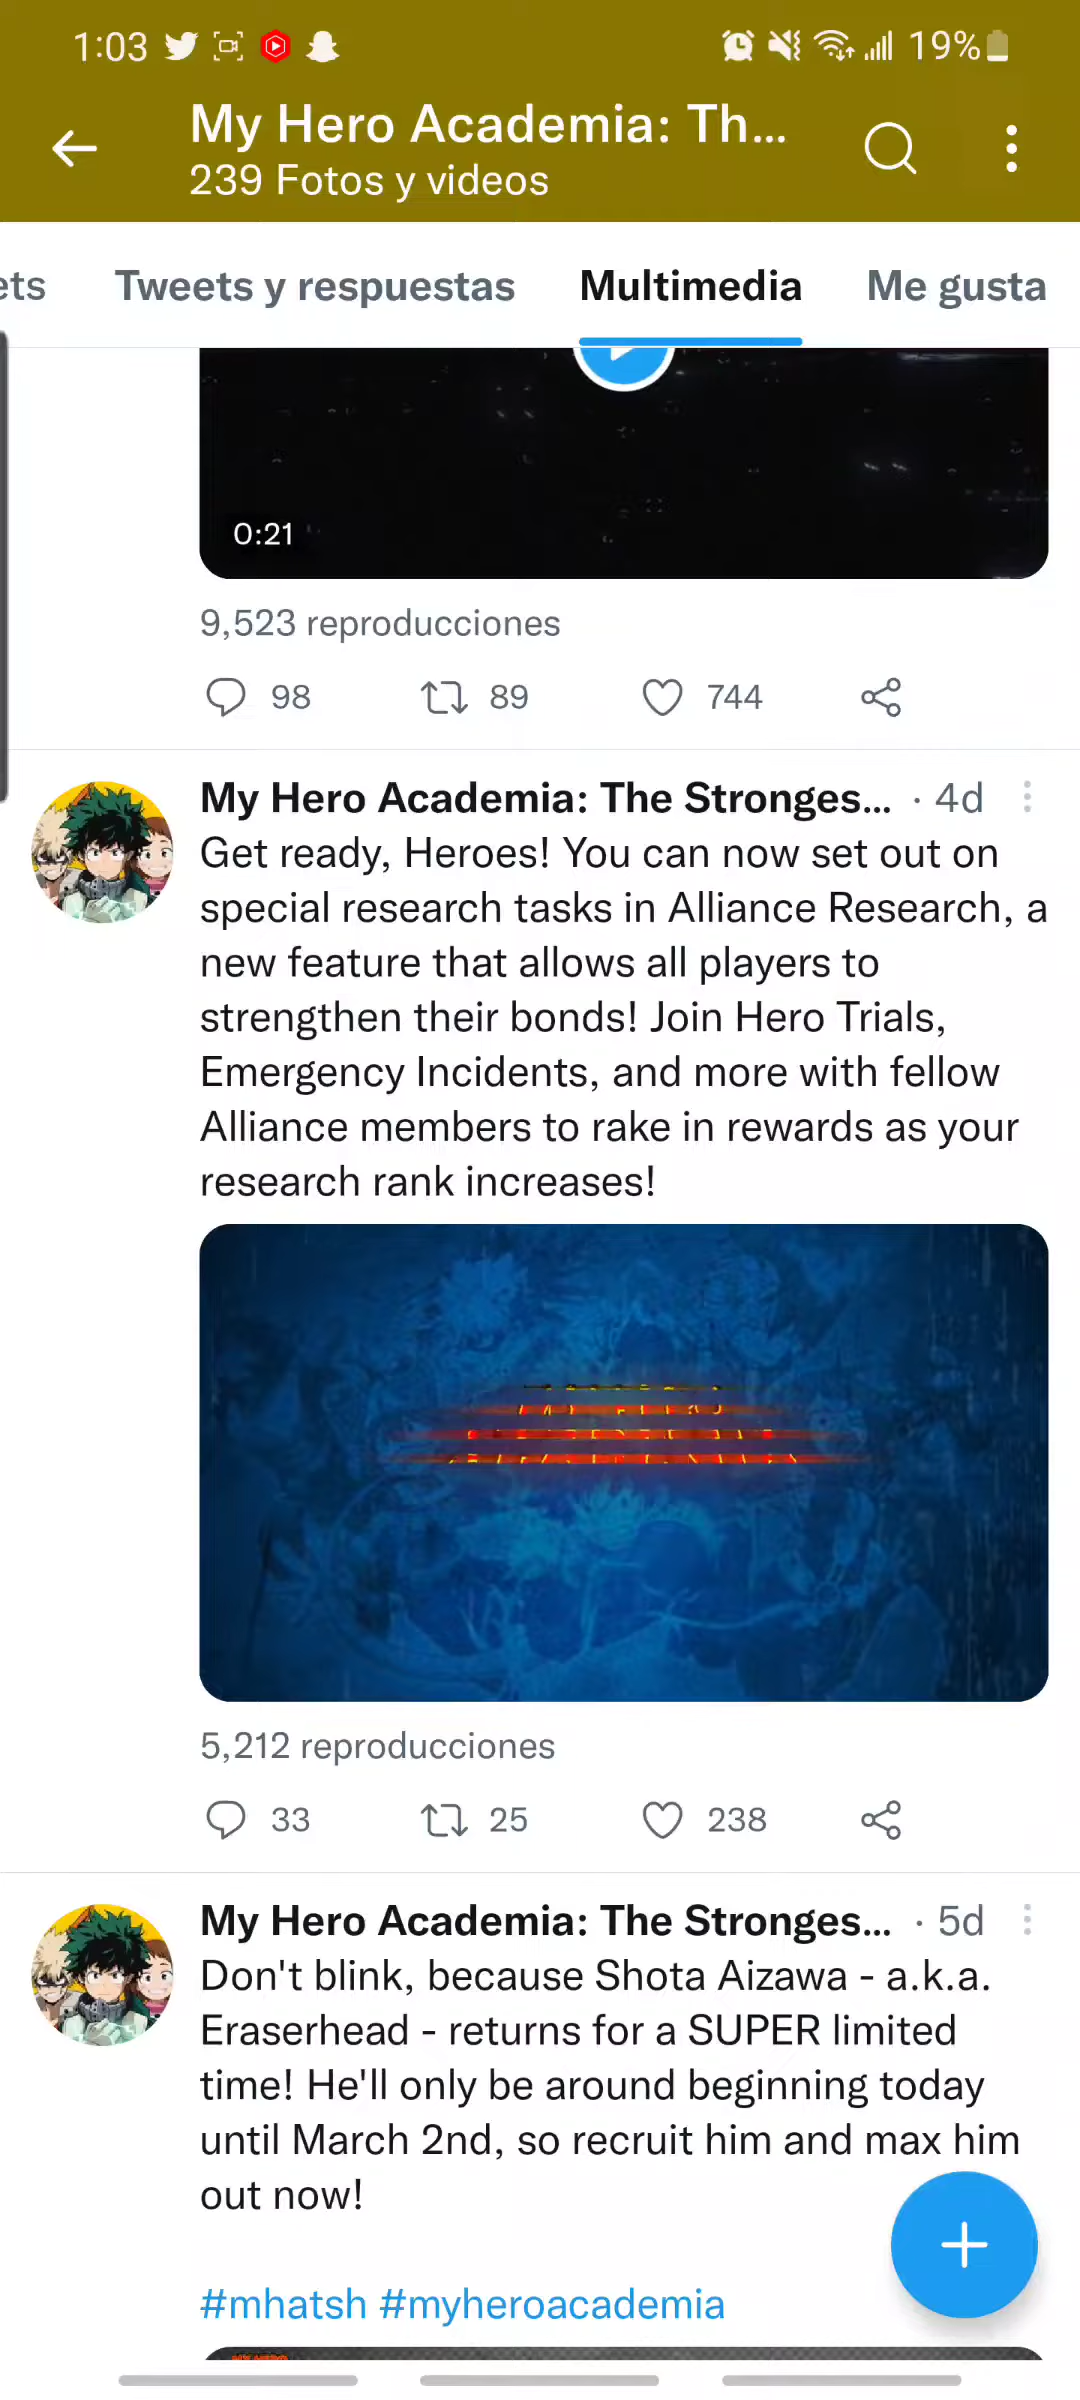 1:03
19%
My Hero Academia: Th...
239 Fotos y videos
ets
Tweets y respuestas
Multimedia
Me gusta
0:21
9,523 reproducciones
98
89
744
My Hero Academia: The Stronges... · 4d
Get ready, Heroes! You can now set out on
special research tasks in Alliance Research, a
new feature that allows all players to
strengthen their bonds! Join Hero Trials,
Emergency Incidents, and more with fellow
Alliance members to rake in rewards as your
research rank increases!
5,212 reproducciones
33
25
238
My Hero Academia: The Stronges... · 5d
Don't blink, because Shota Aizawa - a.k.a.
Eraserhead - returns for a SUPER limited
time! He'll only be around beginning today
until March 2nd, so recruit him and max him
out now!
#mhatsh #myheroacademia